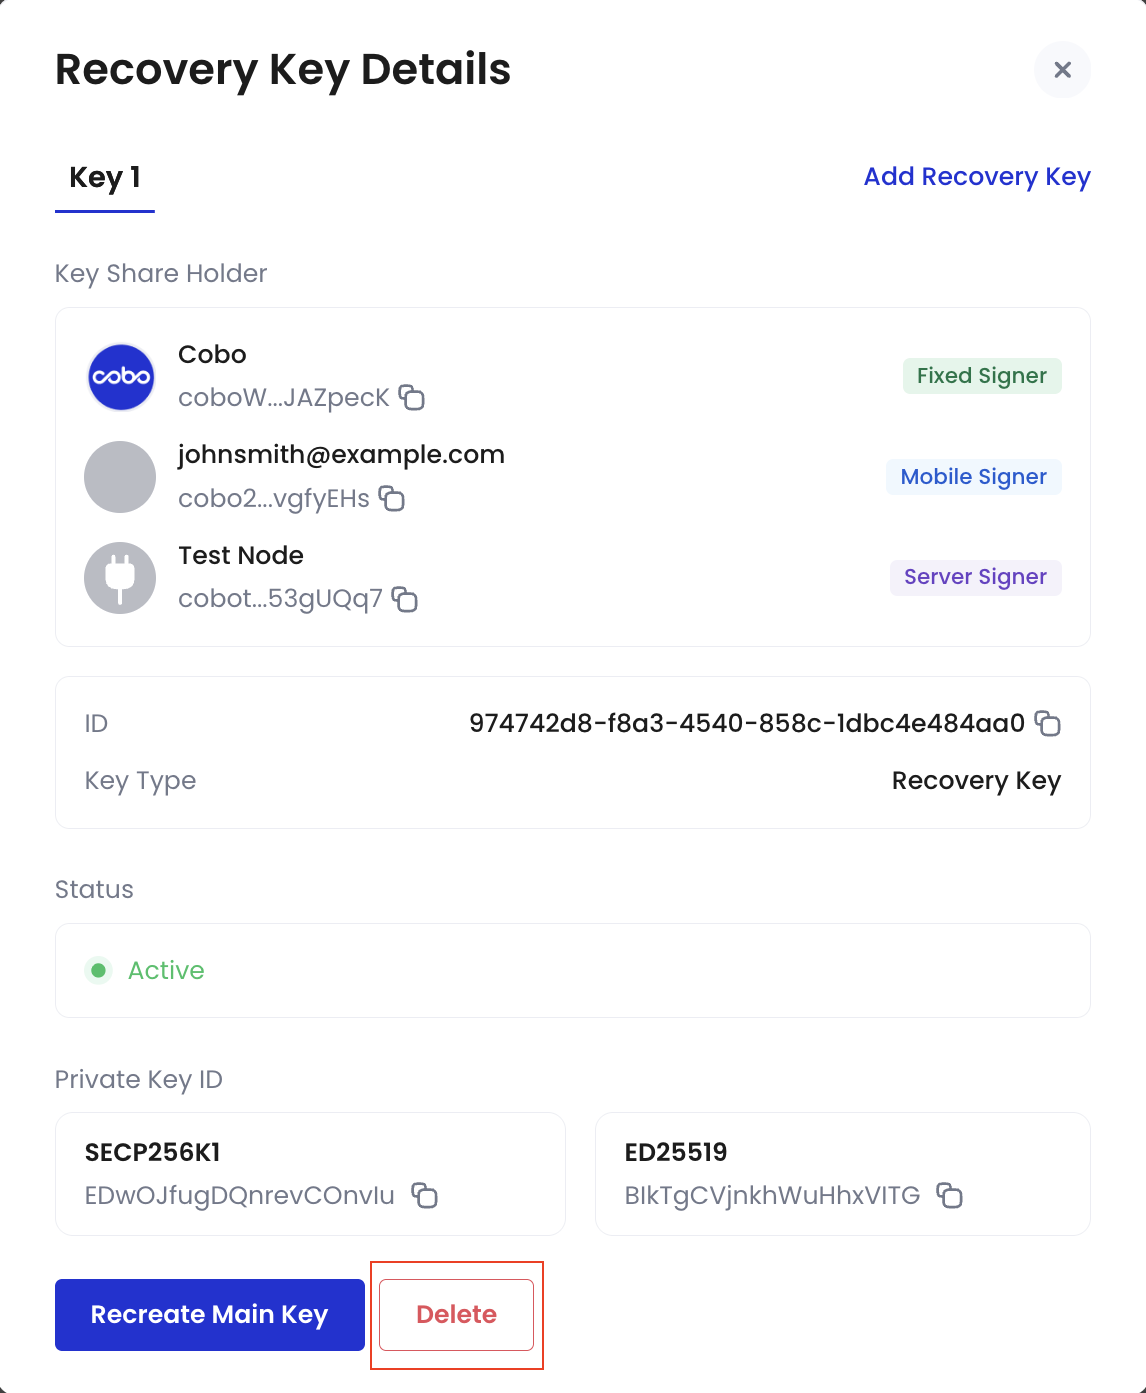 Recovery Key Details
Key 1
Add Recovery Key
Key Share Holder
cobo
Cobo
coboW...JAZpecK
Fixed Signer
johnsmith@example.com
cobo2...vgfyEHs
Mobile Signer
Test Node
cobot...53gUQq7
Server Signer
ID
974742d8-f8a3-4540-858c-1dbc4e484aa0
Key Type
Recovery Key
Status
Active
Private Key ID
SECP256K1
EDwOJfugDQnrevCOnvIu
ED25519
BIkTgCVjnkhWuHhxVITG
Recreate Main Key
Delete